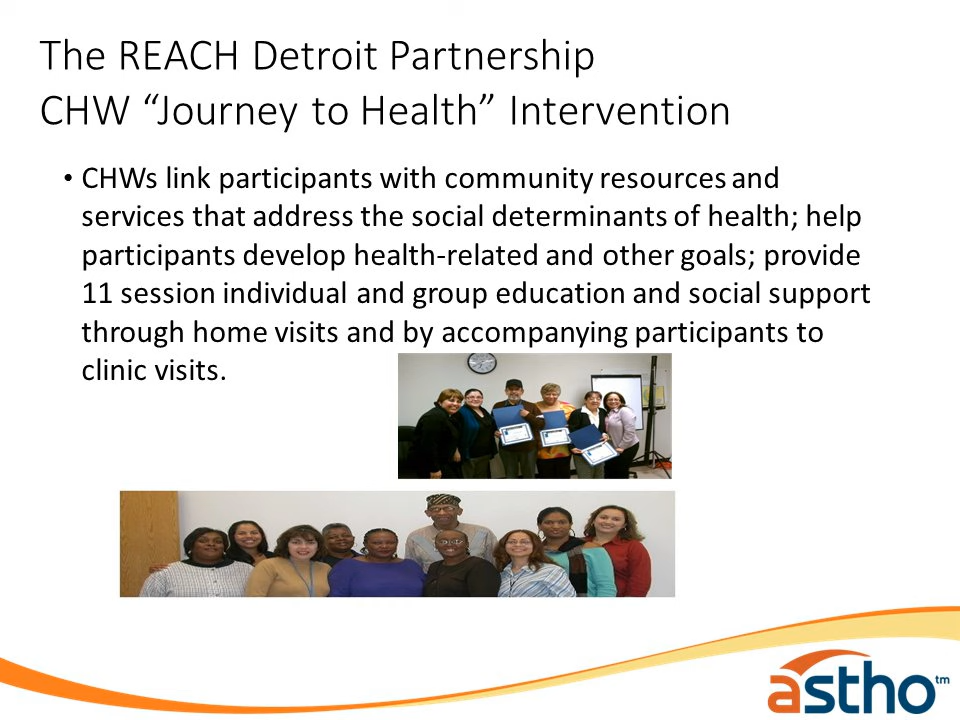 The REACH Detroit Partnership
CHW “Journey to Health” Intervention
• CHWs link participants with community resources and
services that address the social determinants of health; help
participants develop health-related and other goals; provide
11 session individual and group education and social support
through home visits and by accompanying participants to
clinic visits.
astho™